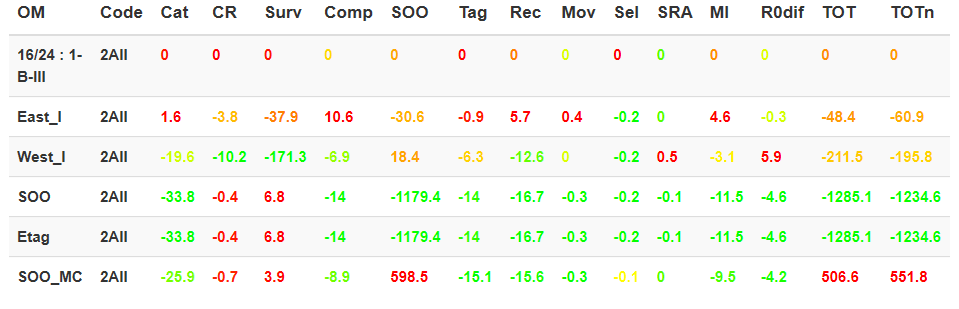 OM Code Cat CR Surv Comp SOO Tag Rec Mov Sel SRA MI R0dif TOT TOTn
16/24 : 1- 2All 0 0 0 0 0 0 0 0 0 0 0 0 0 0
B-III
East_I 2All 1.6 -3.8 -37.9 10.6 -30.6 -0.9 5.7 0.4 -0.2 0 4.6 -0.3 -48.4 -60.9
West_I 2All -19.6 -10.2 -171.3 -6.9 18.4 -6.3 -12.6 0 -0.2 0.5 -3.1 5.9 -211.5 -195.8
SOO 2All -33.8 -0.4 6.8 -14 -1179.4 -14 -16.7 -0.3 -0.2 -0.1 -11.5 -4.6 -1285.1 -1234.6
Etag 2All -33.8 -0.4 6.8 -14 -1179.4 -14 -16.7 -0.3 -0.2 -0.1 -11.5 -4.6 -1285.1 -1234.6
SOO_MC 2All -25.9 -0.7 3.9 -8.9 598.5 -15.1 -15.6 -0.3 -0.1 0 -9.5 -4.2 506.6 551.8